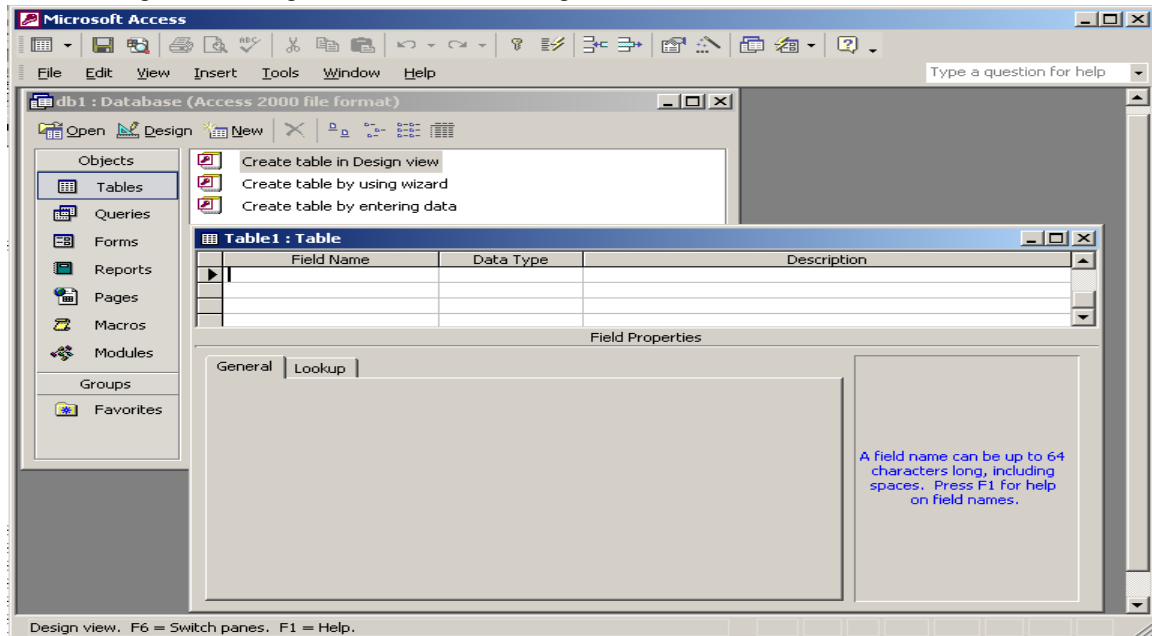 Microsoft Access
File Edit View Insert Tools Window Help Type a question for help
db1 : Database (Access 2000 file format)
Open Design New
Objects
Tables
Queries
Forms
Reports
Pages
Macros
Modules
Groups
Favorites
Create table in Design view
Create table by using wizard
Create table by entering data
Table1 : Table
Field Name Data Type Description
Field Properties
General Lookup
A field name can be up to 64
characters long, including
spaces. Press F1 for help
on field names.
Design view. F6 = Switch panes. F1 = Help.